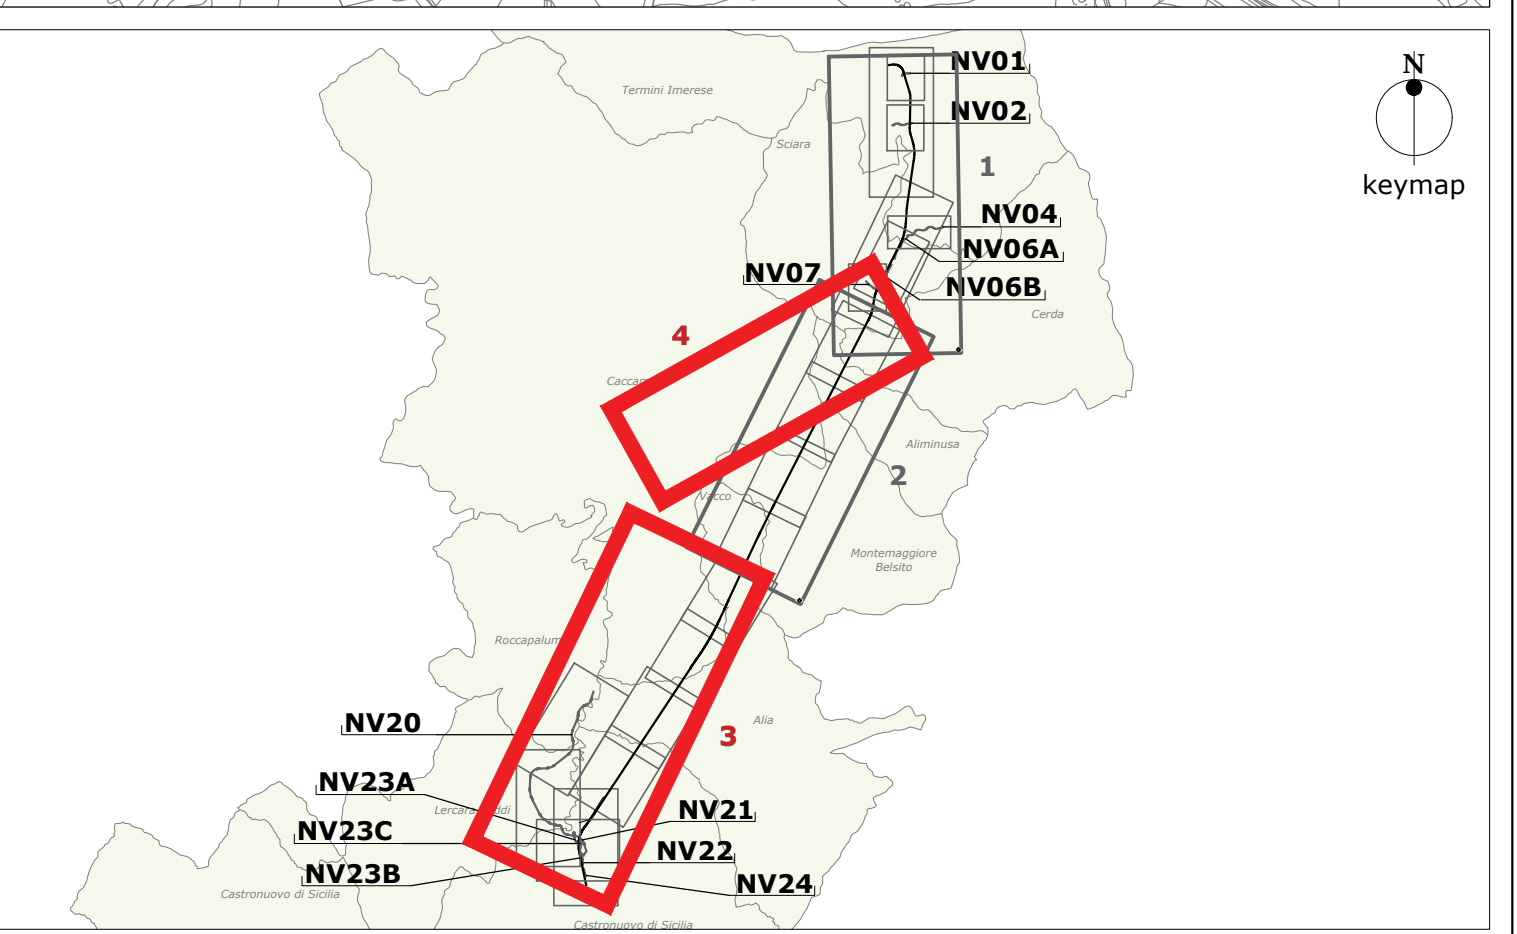 N
keymap
NV01
Termini Imerese
NV02
Sciara
1
NV04
NV06A
NV07
NV06B
Cerda
4
Aliminusa
2
Vacco
Montemaggiore
Belsito
Alia
NV20
3
NV23A
NV21
NV23C
NV22
NV23B
NV24
Castronuovo di Sicilia
Castronuovo di Sicilia